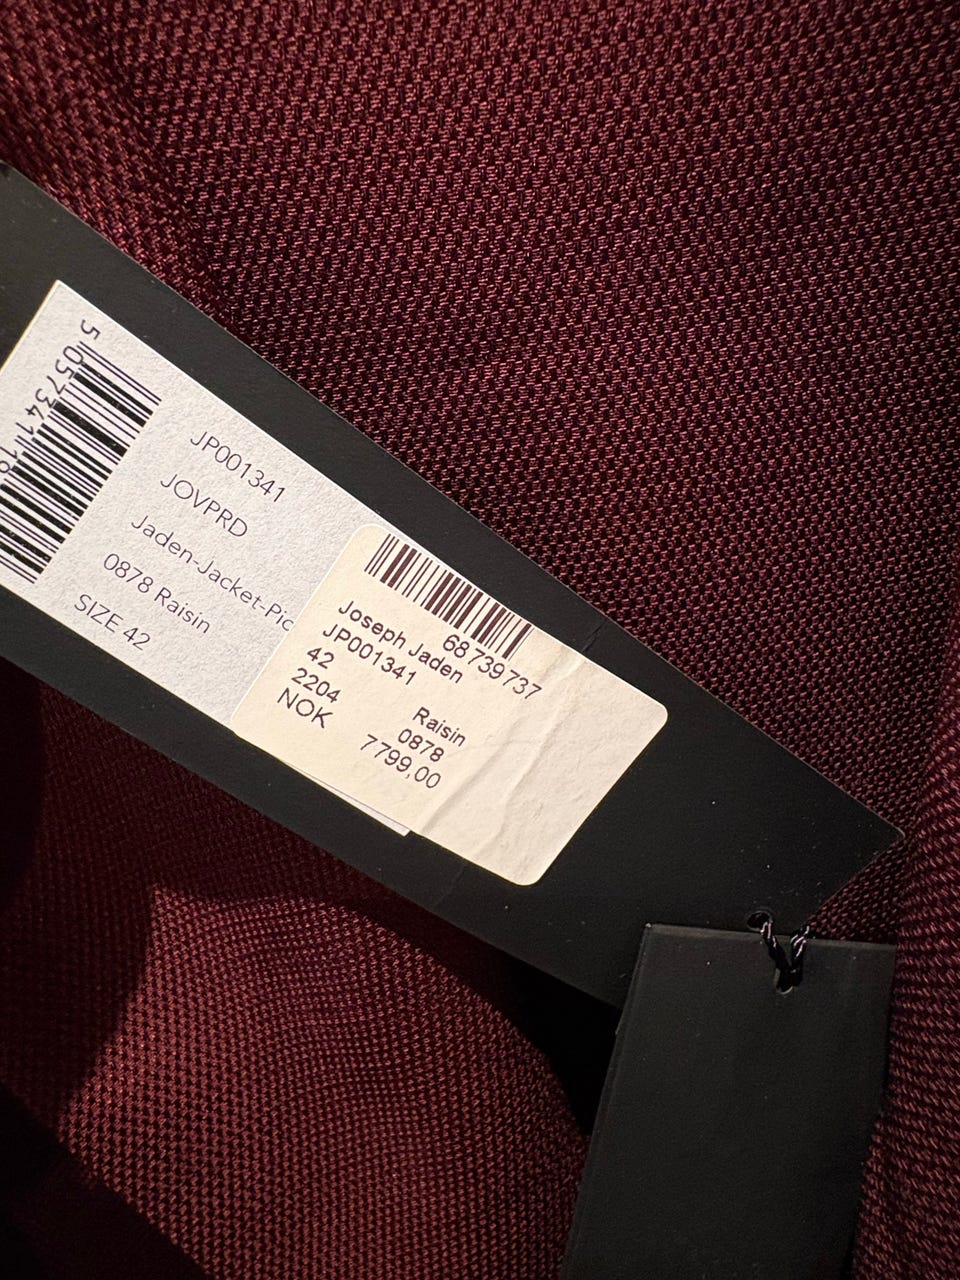 JP001341
JOVPRD
Jaden-Jacket-Pic
0878 Raisin
SIZE 42
68739737
Joseph Jaden
JP001341
42 Raisin
2204 0878
NOK 7799,00